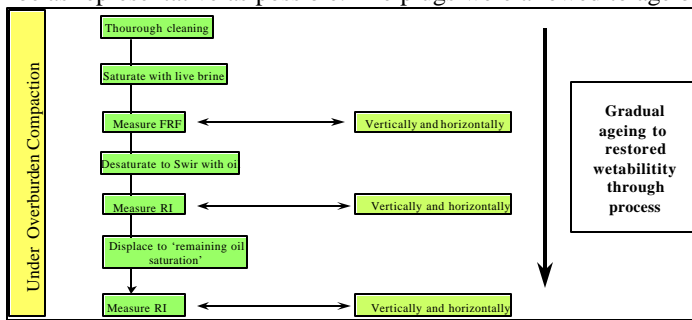 Thourough cleaning
Saturate with live brine
Measure FRF
Vertically and horizontally
Desaturate to Swir with oil
Measure RI
Vertically and horizontally
Displace to ‘remaining oil
saturation’
Measure RI
Vertically and horizontally
Under Overburden Compaction
Gradual
ageing to
restored
wetabilitity
through
process